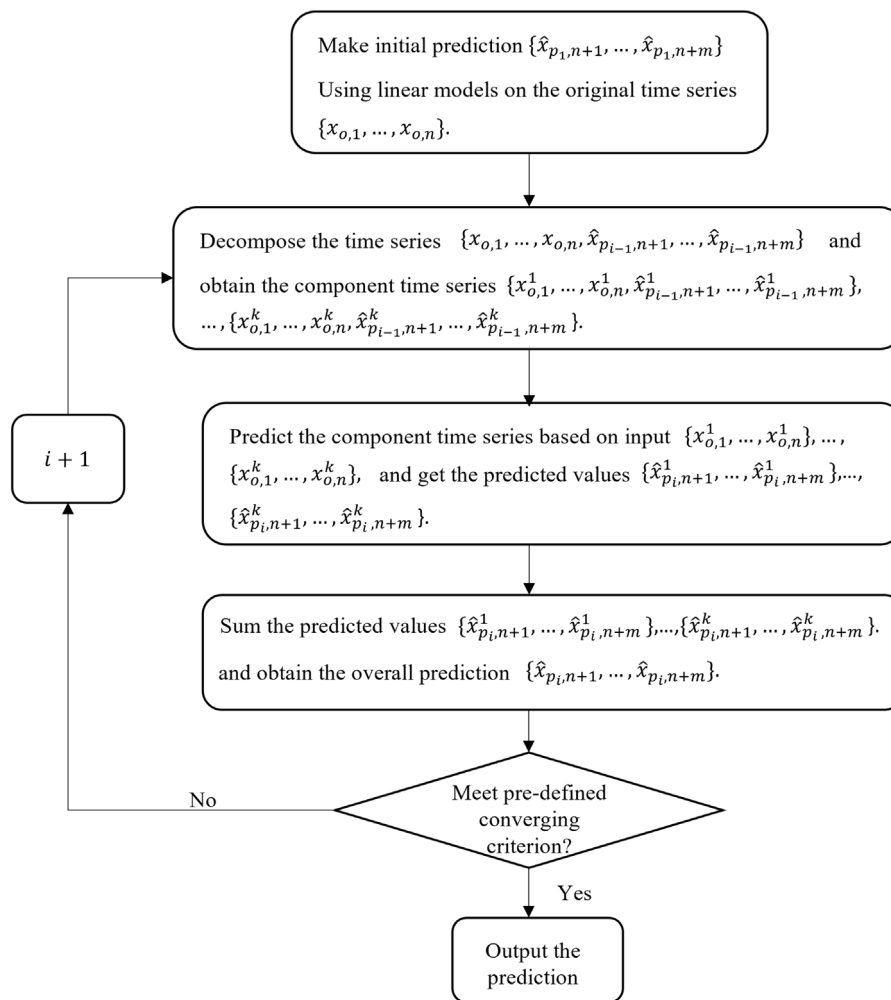 Make initial prediction {x̂_{p_1,n+1}, … , x̂_{p_1,n+m}}
Using linear models on the original time series
{x_{o,1}, … , x_{o,n}}.
Decompose the time series {x_{o,1}, … , x_{o,n}, x̂_{p_{i−1},n+1}, … , x̂_{p_{i−1},n+m}} and
obtain the component time series {x^1_{o,1}, … , x^1_{o,n}, x̂^1_{p_{i−1},n+1}, … , x̂^1_{p_{i−1},n+m}},
… , {x^k_{o,1}, … , x^k_{o,n}, x̂^k_{p_{i−1},n+1}, … , x̂^k_{p_{i−1},n+m}}.
i + 1
Predict the component time series based on input {x^1_{o,1}, … , x^1_{o,n}}, … ,
{x^k_{o,1}, … , x^k_{o,n}}, and get the predicted values {x̂^1_{p_i,n+1}, … , x̂^1_{p_i,n+m}},…,
{x̂^k_{p_i,n+1}, … , x̂^k_{p_i,n+m}}.
Sum the predicted values {x̂^1_{p_i,n+1}, … , x̂^1_{p_i,n+m}},…,{x̂^k_{p_i,n+1}, … , x̂^k_{p_i,n+m}}.
and obtain the overall prediction {x̂_{p_i,n+1}, … , x̂_{p_i,n+m}}.
No
Meet pre-defined
converging
criterion?
Yes
Output the
prediction